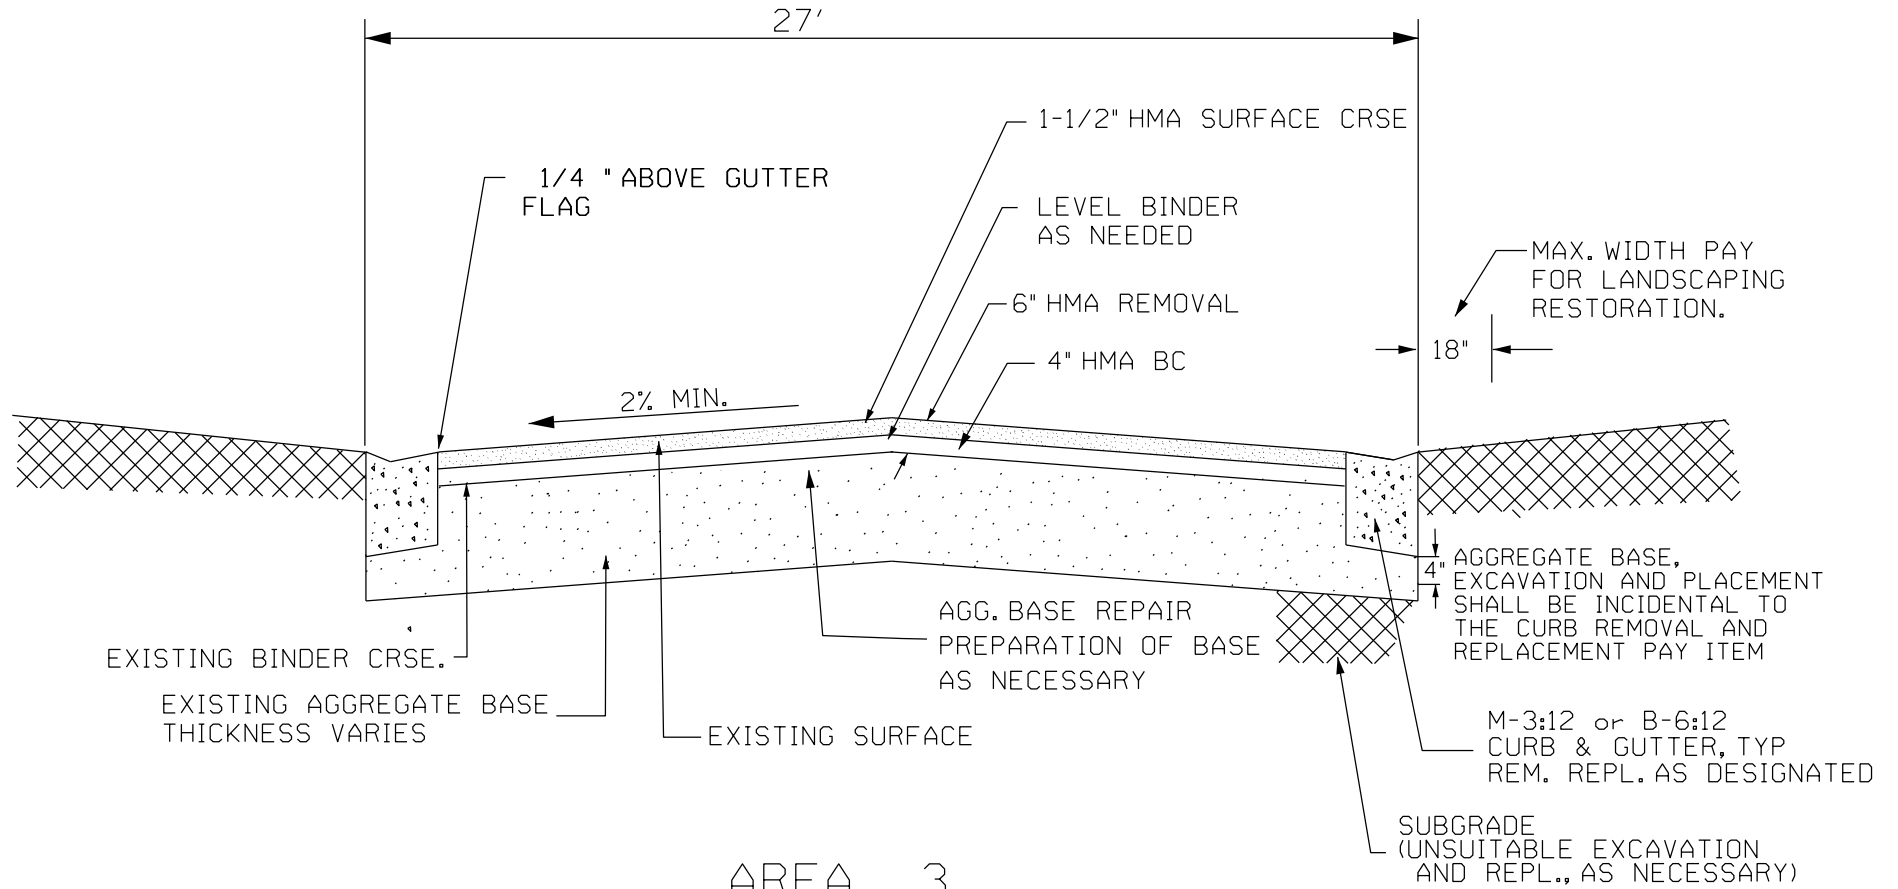 27'
1-1/2" HMA SURFACE CRSE
1/4 " ABOVE GUTTER
FLAG
LEVEL BINDER
AS NEEDED
MAX. WIDTH PAY
FOR LANDSCAPING
RESTORATION.
6" HMA REMOVAL
18"
4" HMA BC
2% MIN.
4"
AGGREGATE BASE,
EXCAVATION AND PLACEMENT
SHALL BE INCIDENTAL TO
THE CURB REMOVAL AND
REPLACEMENT PAY ITEM
AGG. BASE REPAIR
PREPARATION OF BASE
AS NECESSARY
EXISTING BINDER CRSE.
EXISTING AGGREGATE BASE
THICKNESS VARIES
EXISTING SURFACE
M-3:12 or B-6:12
CURB & GUTTER, TYP
REM. REPL. AS DESIGNATED
SUBGRADE
(UNSUITABLE EXCAVATION
AND REPL., AS NECESSARY)
AREA 3